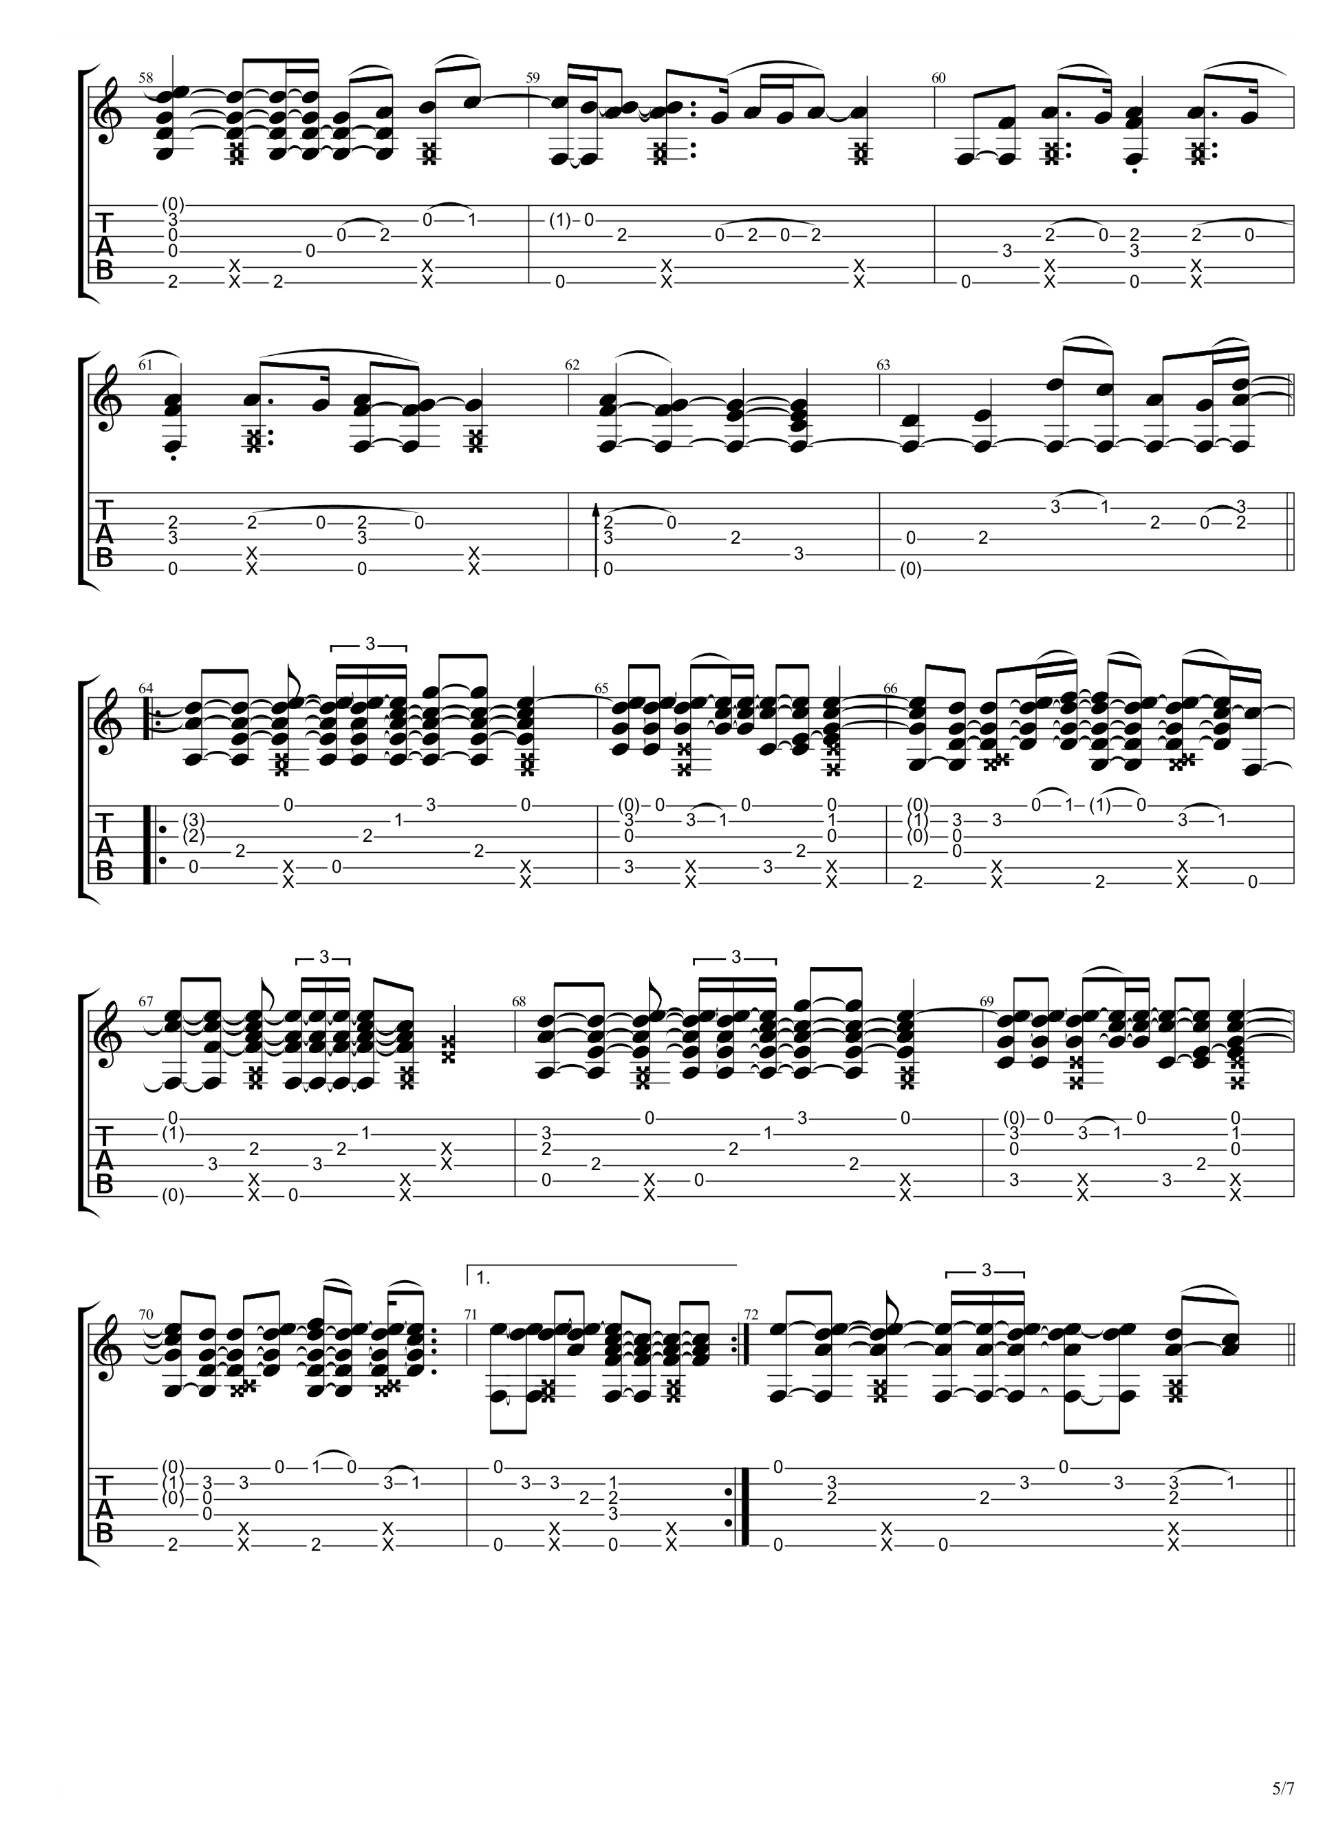 58 59 60
(0) 0 1 (1) 0
3 0 2 2 0 2 0 2 2 0 2 2 0
0 0 3 3
0 X X X X X X
2 X 2 X 0 X X 0 X 0 X
T
A
B
61 62 63
3 1 3
2 2 0 2 0 2 0 2 0 2
3 3 3 2 0 2
X X 3
0 X 0 X 0 (0)
T
A
B
3
64 65 66
0 3 0 (0) 0 0 0 (0) 0 1 (1) 0
(3) 1 3 3 1 1 (1) 3 3 3 1
(2) 2 0 0 (0) 0
2 2 2 0
0 X 0 X 3 X 3 X X X
X X X X 2 X 2 X 0
T
A
B
3 3
67 68 69
0 0 3 0 (0) 0 0 0
(1) 1 3 1 3 3 1 1
2 2 X 2 2 0 0
3 3 X 2 2 2
X X 0 X 0 X 3 X 3 X
(0) X 0 X X X X
T
A
B
1. 3
70 71 72
(0) 0 1 0 0 0 0
(1) 3 3 3 1 3 3 1 3 3 3 3 1
(0) 0 2 2 2 2 2
0 3
X X X X X X
2 X 2 X 0 X 0 X 0 X 0 X
T
A
B
5/7